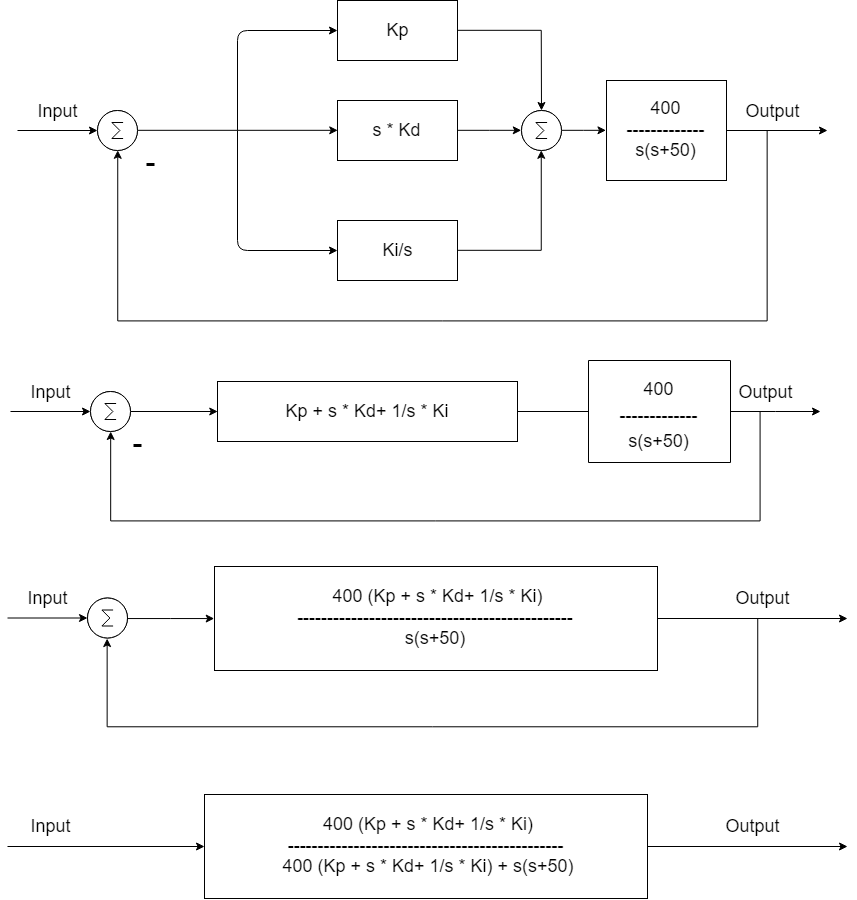 Kp
Input
Σ
s * Kd
Σ
400
---------------
s(s+50)
Output
-
Ki/s
Input
Σ
Kp + s * Kd+ 1/s * Ki
400
---------------
s(s+50)
Output
-
Input
Σ
400 (Kp + s * Kd+ 1/s * Ki)
-----------------------------------------------------
s(s+50)
Output
Input
400 (Kp + s * Kd+ 1/s * Ki)
-----------------------------------------------------
400 (Kp + s * Kd+ 1/s * Ki) + s(s+50)
Output